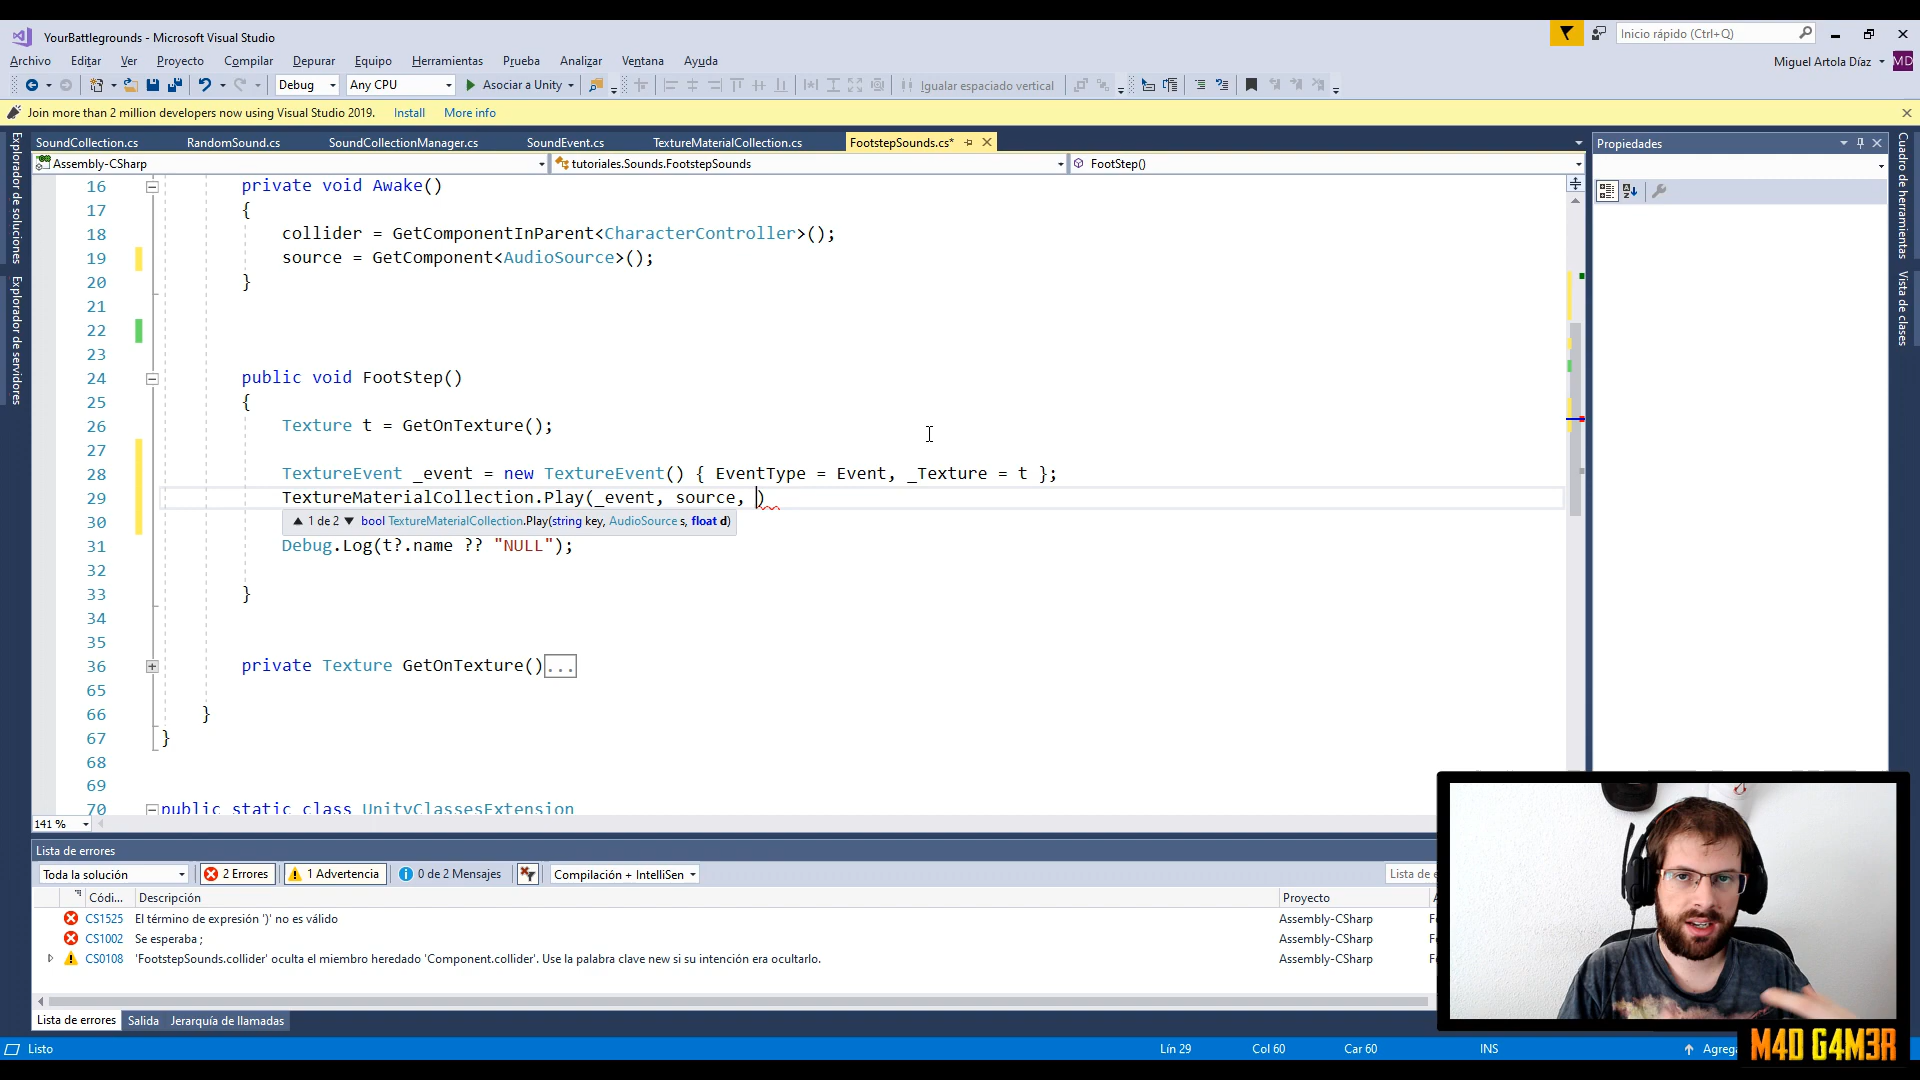 YourBattlegrounds - Microsoft Visual Studio
Inicio rápido (Ctrl+Q)
Archivo Editar Ver Proyecto Compilar Depurar Equipo Herramientas Prueba Analizar Ventana Ayuda
Miguel Artola Díaz MD
Debug Any CPU Asociar a Unity Igualar espaciado vertical
Join more than 2 million developers now using Visual Studio 2019. Install More info
SoundCollection.cs RandomSound.cs SoundCollectionManager.cs SoundEvent.cs TextureMaterialCollection.cs FootstepSounds.cs*
Propiedades
Assembly-CSharp tutoriales.Sounds.FootstepSounds FootStep()
Explorador de soluciones
Explorador de servidores
Cuadro de herramientas
Vista de clases
16 private void Awake()
17 {
18 collider = GetComponentInParent<CharacterController>();
19 source = GetComponent<AudioSource>();
20 }
21
22
23
24 public void FootStep()
25 {
26 Texture t = GetOnTexture();
27
28 TextureEvent _event = new TextureEvent() { EventType = Event, _Texture = t };
29 TextureMaterialCollection.Play(_event, source, )
30 1 de 2 bool TextureMaterialCollection.Play(string key, AudioSource s, float d)
31 Debug.Log(t?.name ?? "NULL");
32
33 }
34
35
36 private Texture GetOnTexture()...
65
66 }
67 }
68
69
70 public static class UnityClassesExtension
141 %
Lista de errores
Toda la solución 2 Errores 1 Advertencia 0 de 2 Mensajes Compilación + IntelliSen Lista de e
Códi... Descripción Proyecto
CS1525 El término de expresión ')' no es válido Assembly-CSharp
CS1002 Se esperaba ; Assembly-CSharp
CS0108 'FootstepSounds.collider' oculta el miembro heredado 'Component.collider'. Use la palabra clave new si su intención era ocultarlo. Assembly-CSharp
Lista de errores Salida Jerarquía de llamadas
Listo Lín 29 Col 60 Car 60 INS Agrega
M4D G4M3R